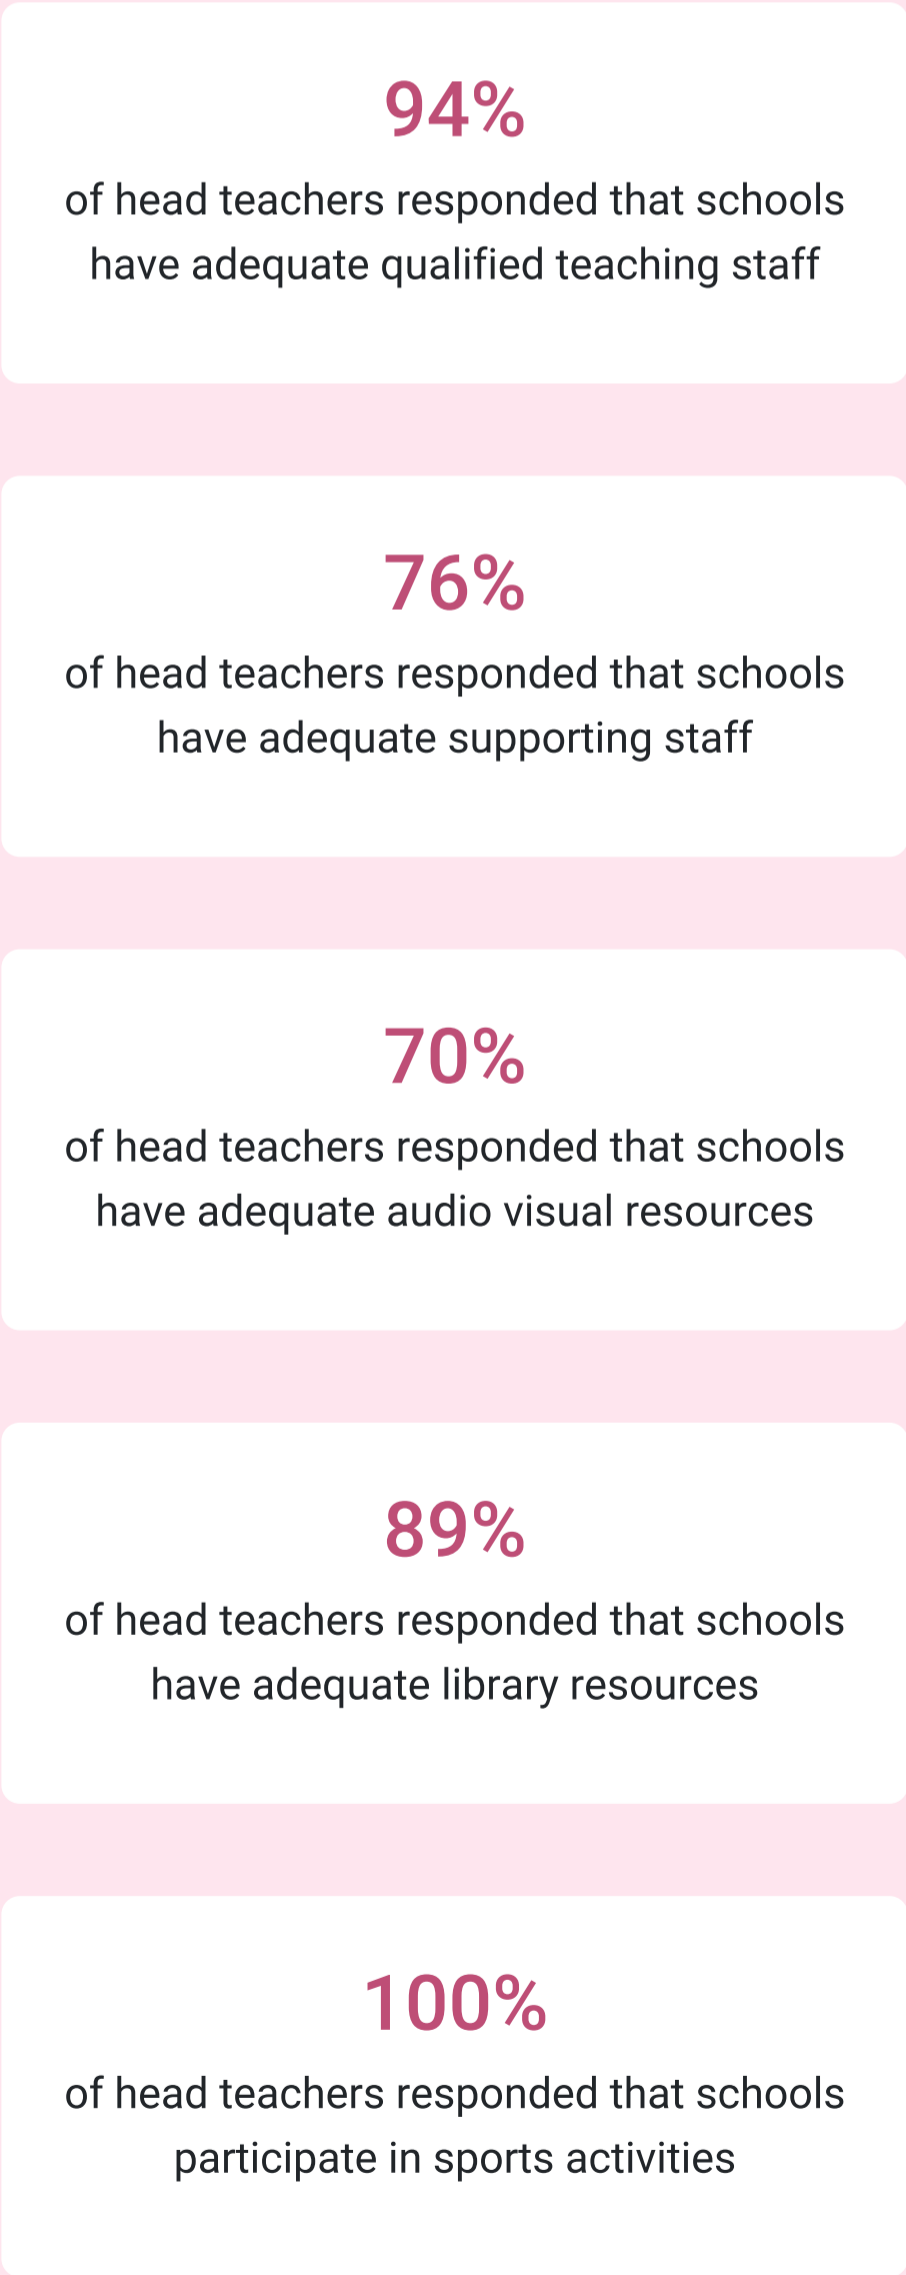 94%
of head teachers responded that schools
have adequate qualified teaching staff
76%
of head teachers responded that schools
have adequate supporting staff
70%
of head teachers responded that schools
have adequate audio visual resources
89%
of head teachers responded that schools
have adequate library resources
100%
of head teachers responded that schools
participate in sports activities